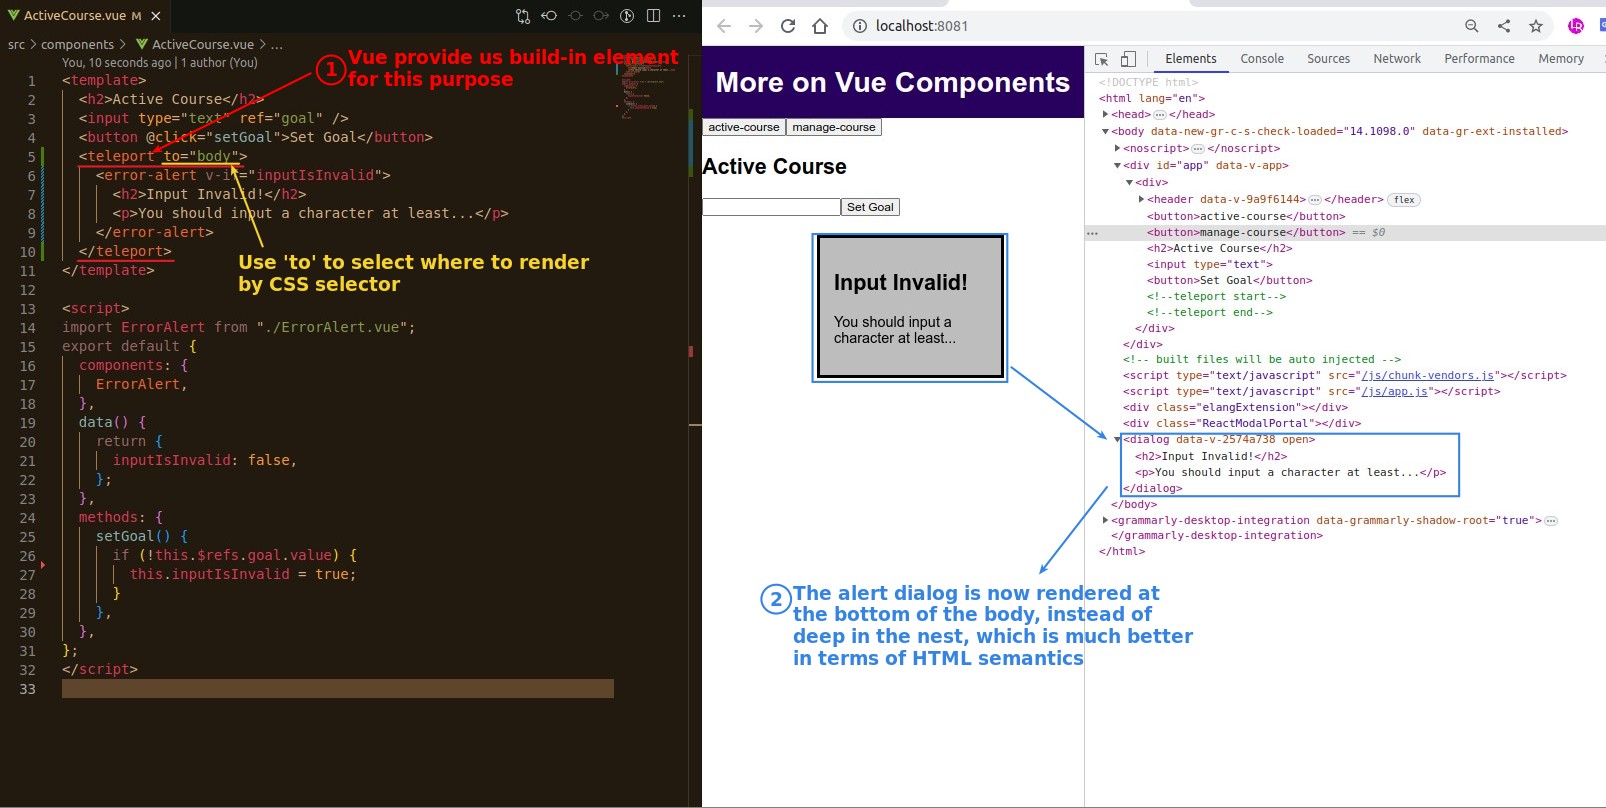 ActiveCourse.vue M
src > components > ActiveCourse.vue > ...
You, 10 seconds ago | 1 author (You)
1 <template>
2 <h2>Active Course</h2>
3 <input type="text" ref="goal" />
4 <button @click="setGoal">Set Goal</button>
5 <teleport to="body">
6 <error-alert v-if="inputIsInvalid">
7 <h2>Input Invalid!</h2>
8 <p>You should input a character at least...</p>
9 </error-alert>
10 </teleport>
11 </template>
12
13 <script>
14 import ErrorAlert from "./ErrorAlert.vue";
15 export default {
16 components: {
17 ErrorAlert,
18 },
19 data() {
20 return {
21 inputIsInvalid: false,
22 };
23 },
24 methods: {
25 setGoal() {
26 if (!this.$refs.goal.value) {
27 this.inputIsInvalid = true;
28 }
29 },
30 },
31 };
32 </script>
33
1 Vue provide us build-in element
for this purpose
Use 'to' to select where to render
by CSS selector
localhost:8081
LR
More on Vue Components
active-course manage-course
Active Course
Set Goal
Input Invalid!
You should input a
character at least...
Elements Console Sources Network Performance Memory
<!DOCTYPE html>
<html lang="en">
<head>...</head>
<body data-new-gr-c-s-check-loaded="14.1098.0" data-gr-ext-installed>
<noscript>...</noscript>
<div id="app" data-v-app>
<div>
<header data-v-9a9f6144>...</header> flex
<button>active-course</button>
... <button>manage-course</button> == $0
<h2>Active Course</h2>
<input type="text">
<button>Set Goal</button>
<!--teleport start-->
<!--teleport end-->
</div>
</div>
<!-- built files will be auto injected -->
<script type="text/javascript" src="/js/chunk-vendors.js"></script>
<script type="text/javascript" src="/js/app.js"></script>
<div class="elangExtension"></div>
<div class="ReactModalPortal"></div>
<dialog data-v-2574a738 open>
<h2>Input Invalid!</h2>
<p>You should input a character at least...</p>
</dialog>
</body>
<grammarly-desktop-integration data-grammarly-shadow-root="true">...
</grammarly-desktop-integration>
</html>
2 The alert dialog is now rendered at
the bottom of the body, instead of
deep in the nest, which is much better
in terms of HTML semantics